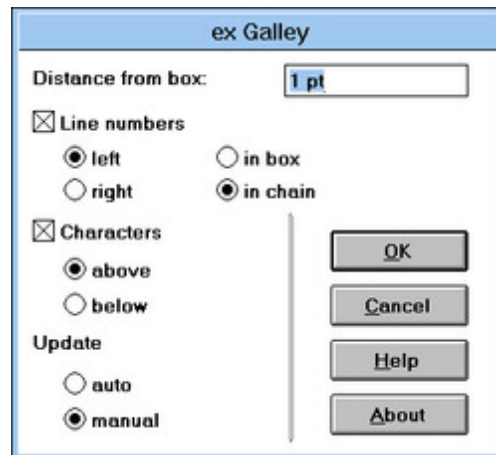 ex Galley
Distance from box: 1 pt
Line numbers
left in box
right in chain
Characters
above
below
Update
auto
manual
OK
Cancel
Help
About